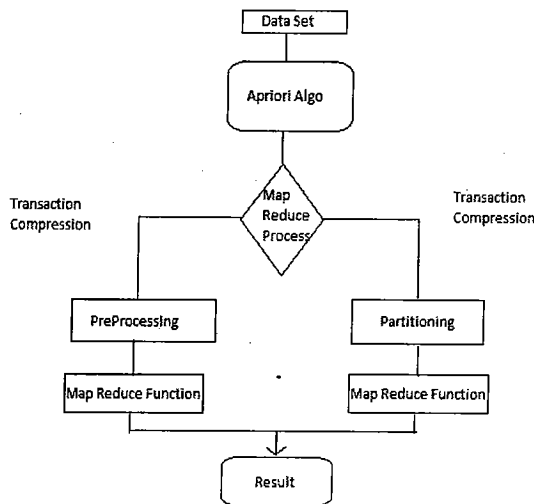 Data Set
Apriori Algo
Map
Reduce
Process
Transaction
Compression
Transaction
Compression
PreProcessing
Partitioning
Map Reduce Function
Map Reduce Function
Result